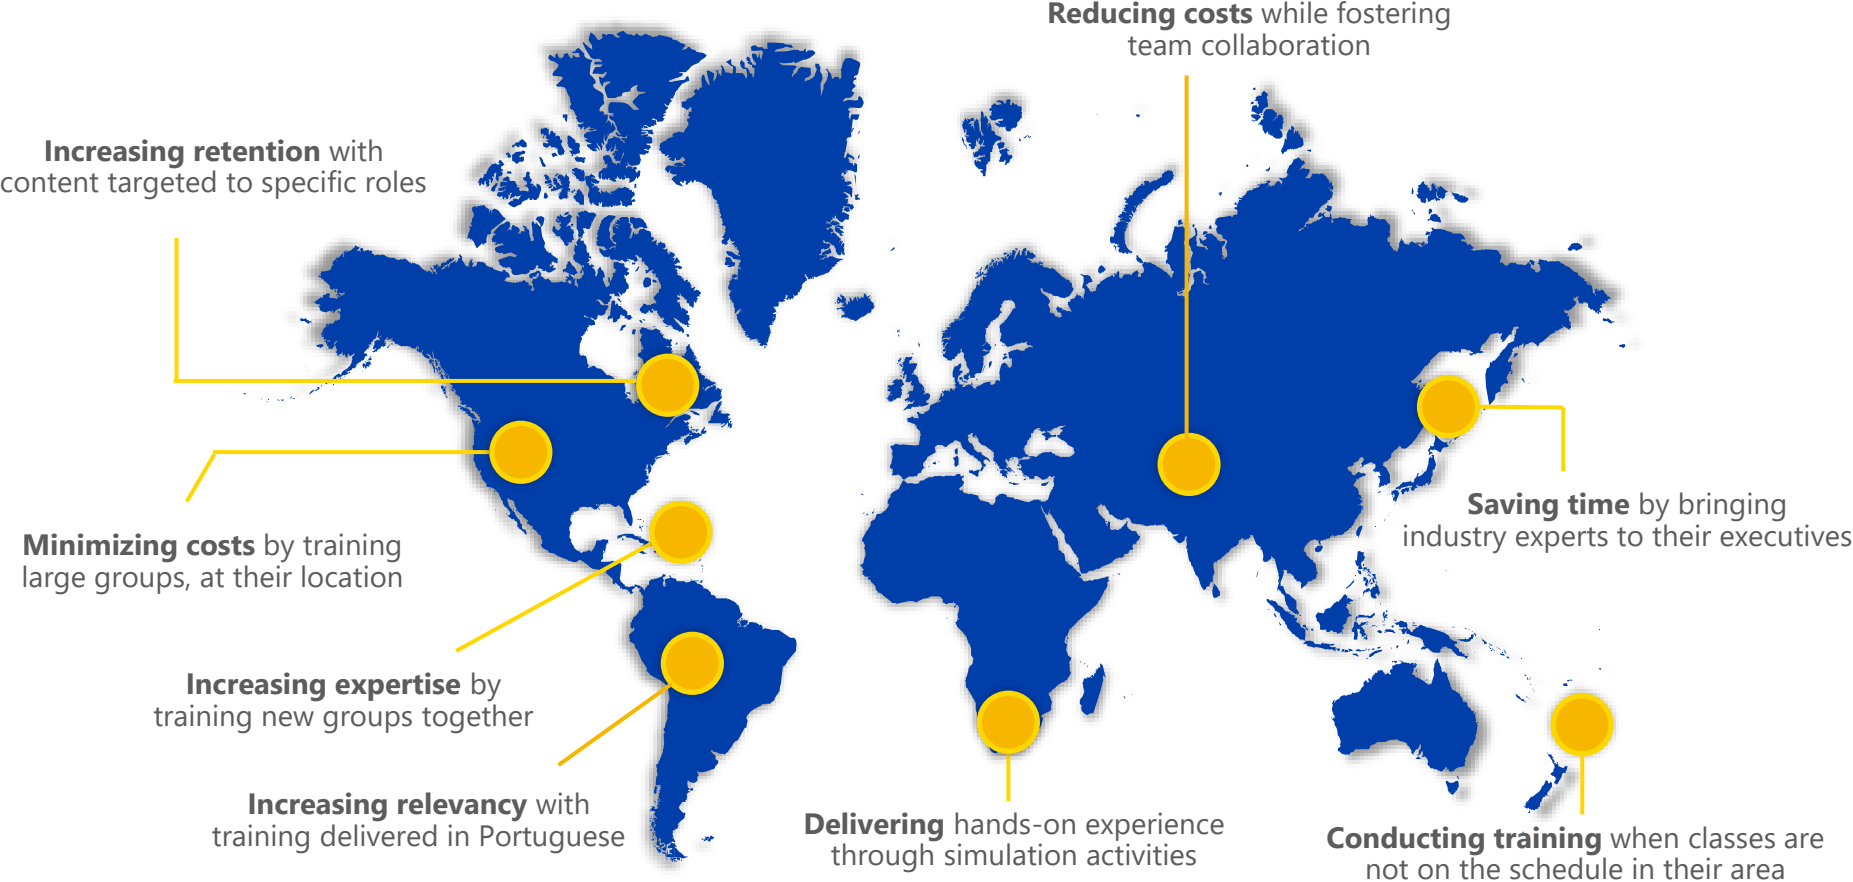 Reducing costs while fostering
team collaboration
Increasing retention with
content targeted to specific roles
Saving time by bringing
industry experts to their executives
Minimizing costs by training
large groups, at their location
Increasing expertise by
training new groups together
Increasing relevancy with
training delivered in Portuguese
Delivering hands-on experience
through simulation activities
Conducting training when classes are
not on the schedule in their area